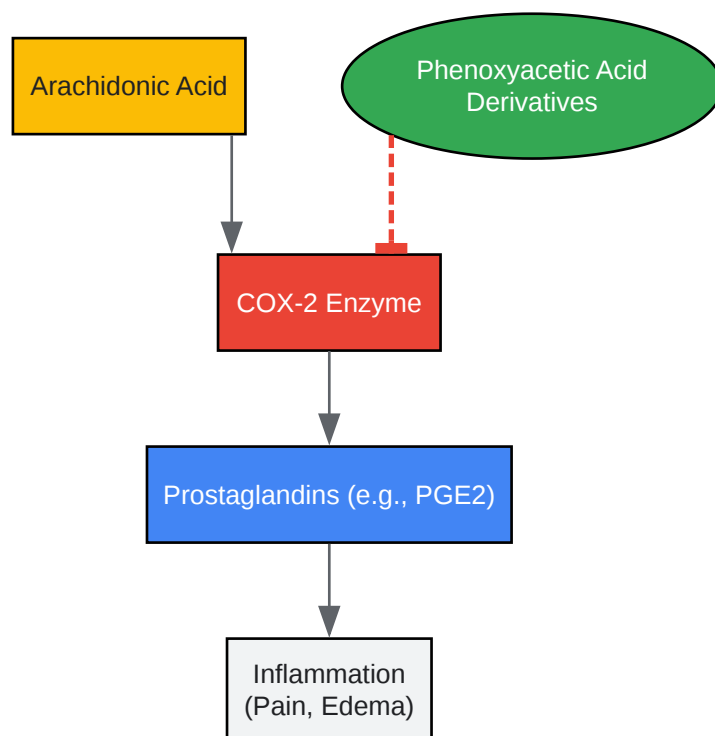 Arachidonic Acid
Phenoxyacetic Acid
Derivatives
COX-2 Enzyme
Prostaglandins (e.g., PGE2)
Inflammation
(Pain, Edema)